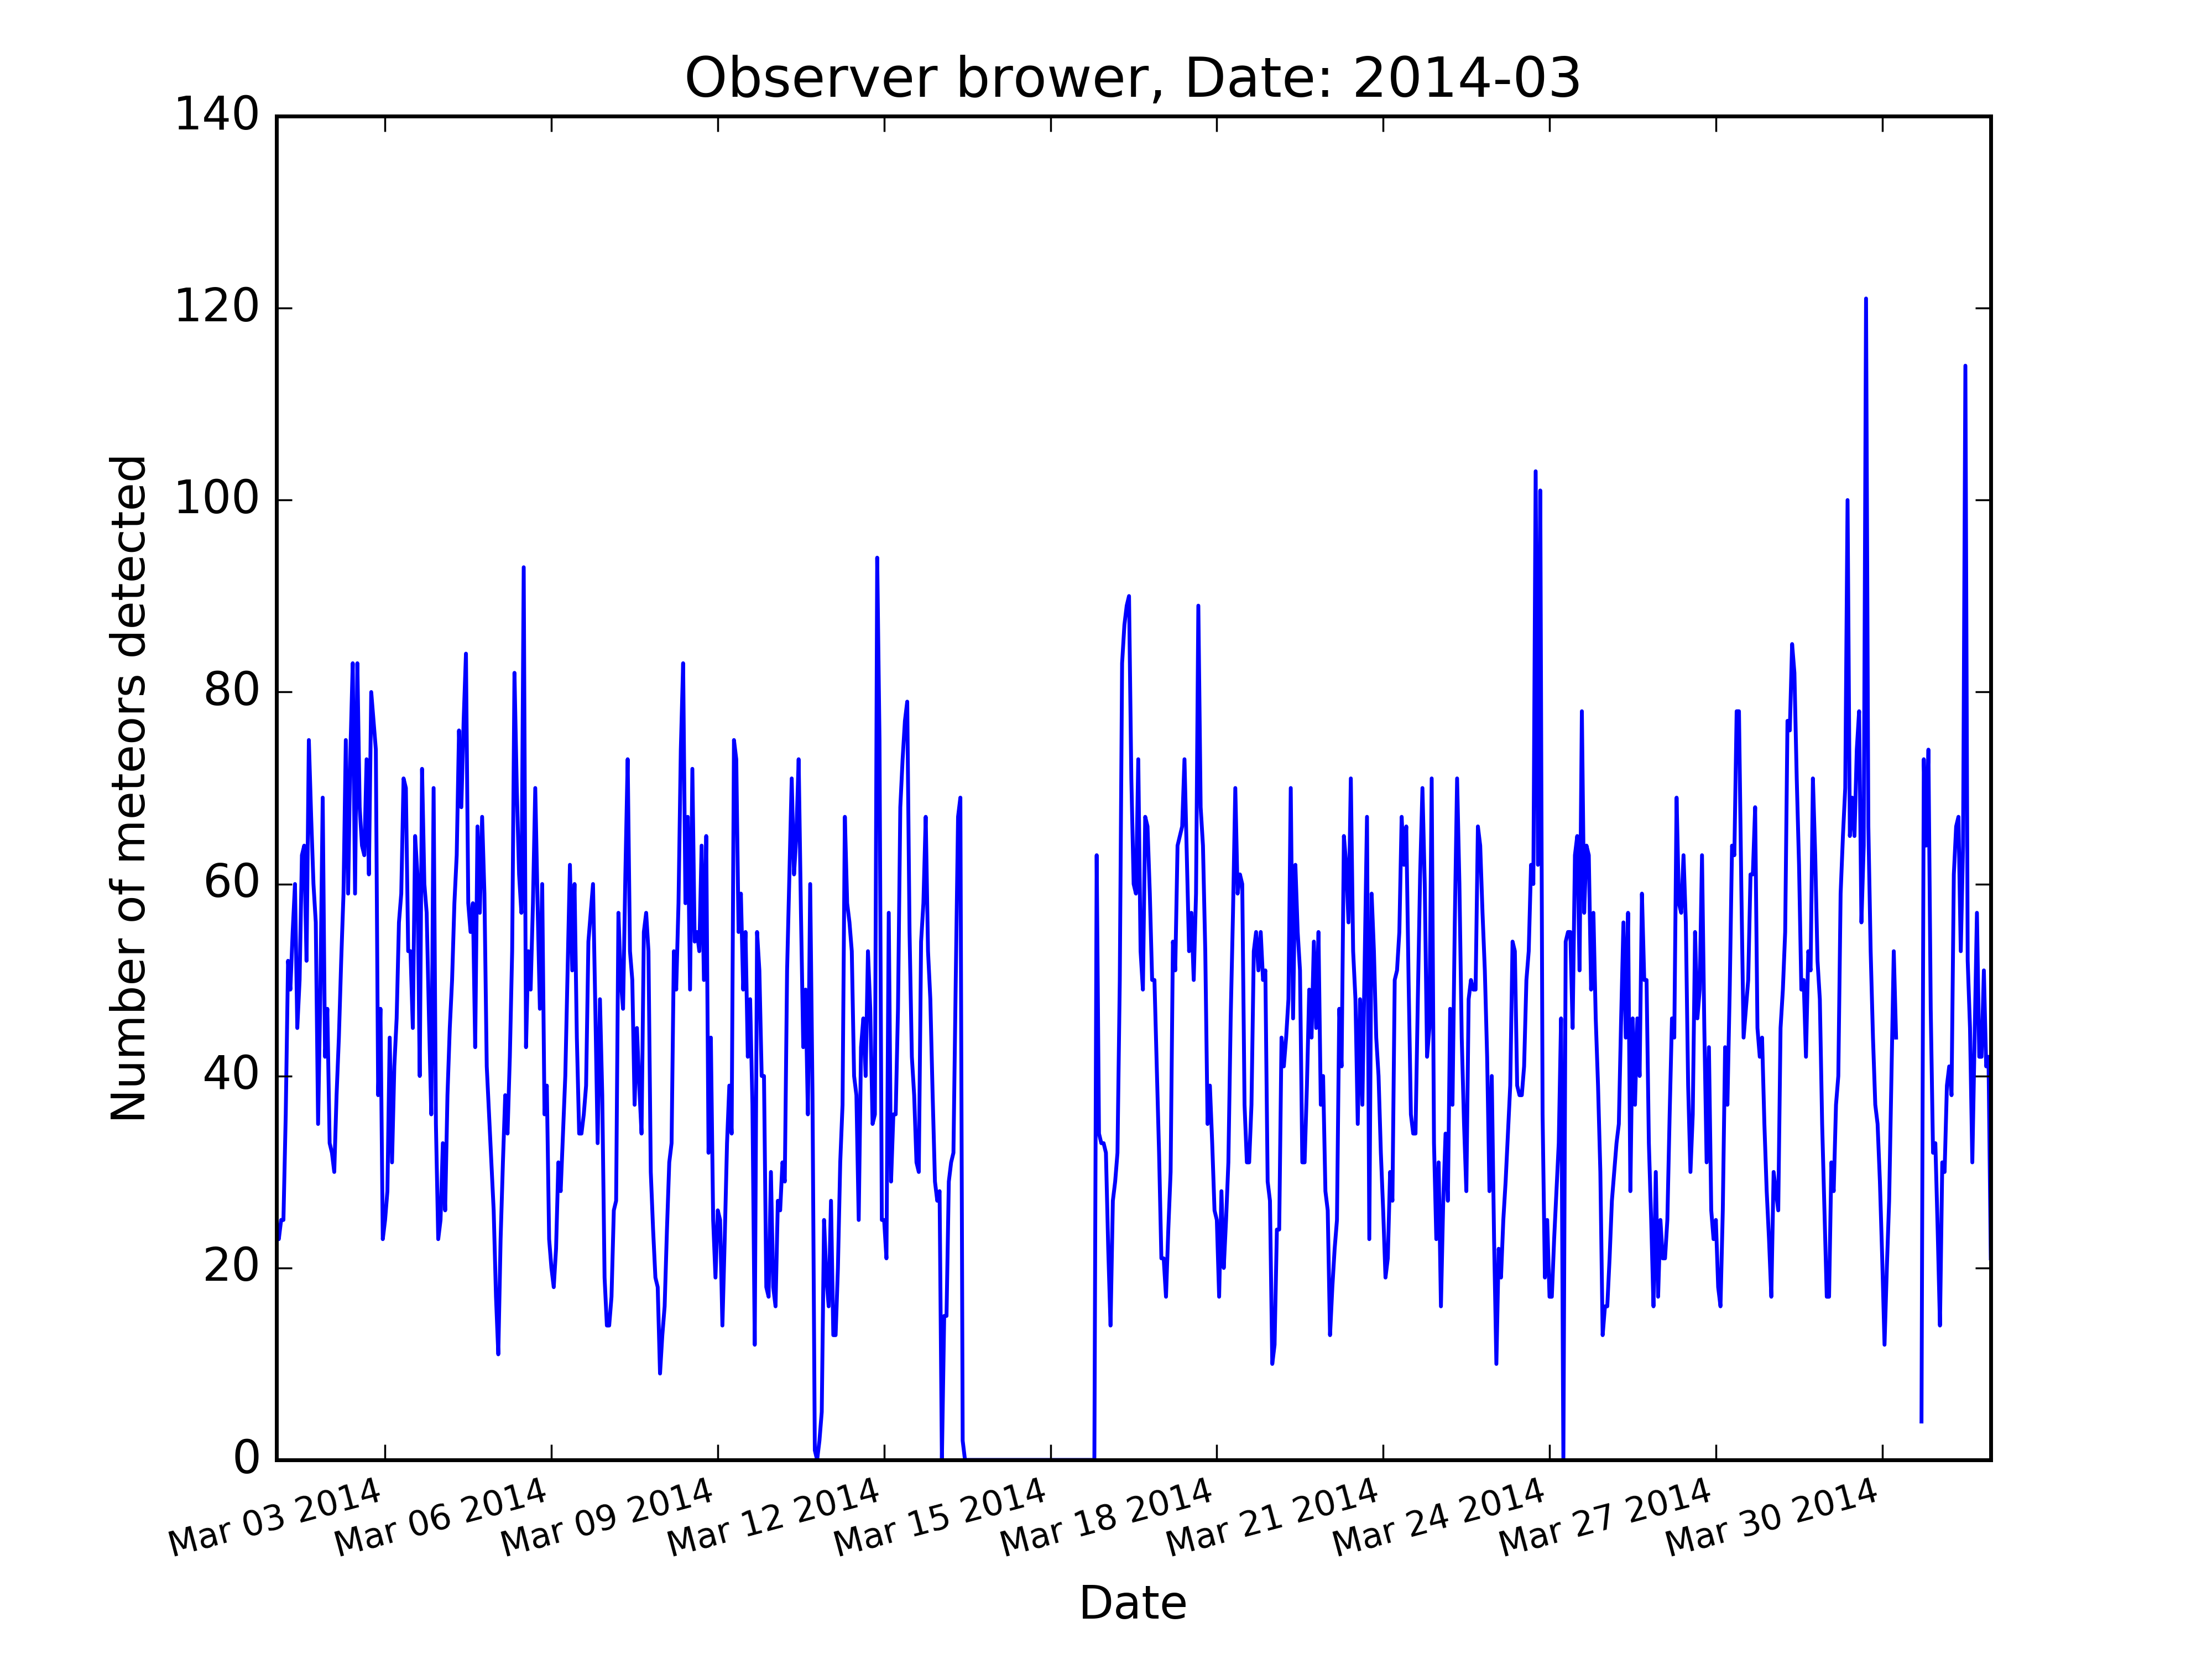 Observer brower, Date: 2014-03
140
120
100
80
60
40
20
0
Number of meteors detected
Mar 03 2014
Mar 06 2014
Mar 09 2014
Mar 12 2014
Mar 15 2014
Mar 18 2014
Mar 21 2014
Mar 24 2014
Mar 27 2014
Mar 30 2014
Date